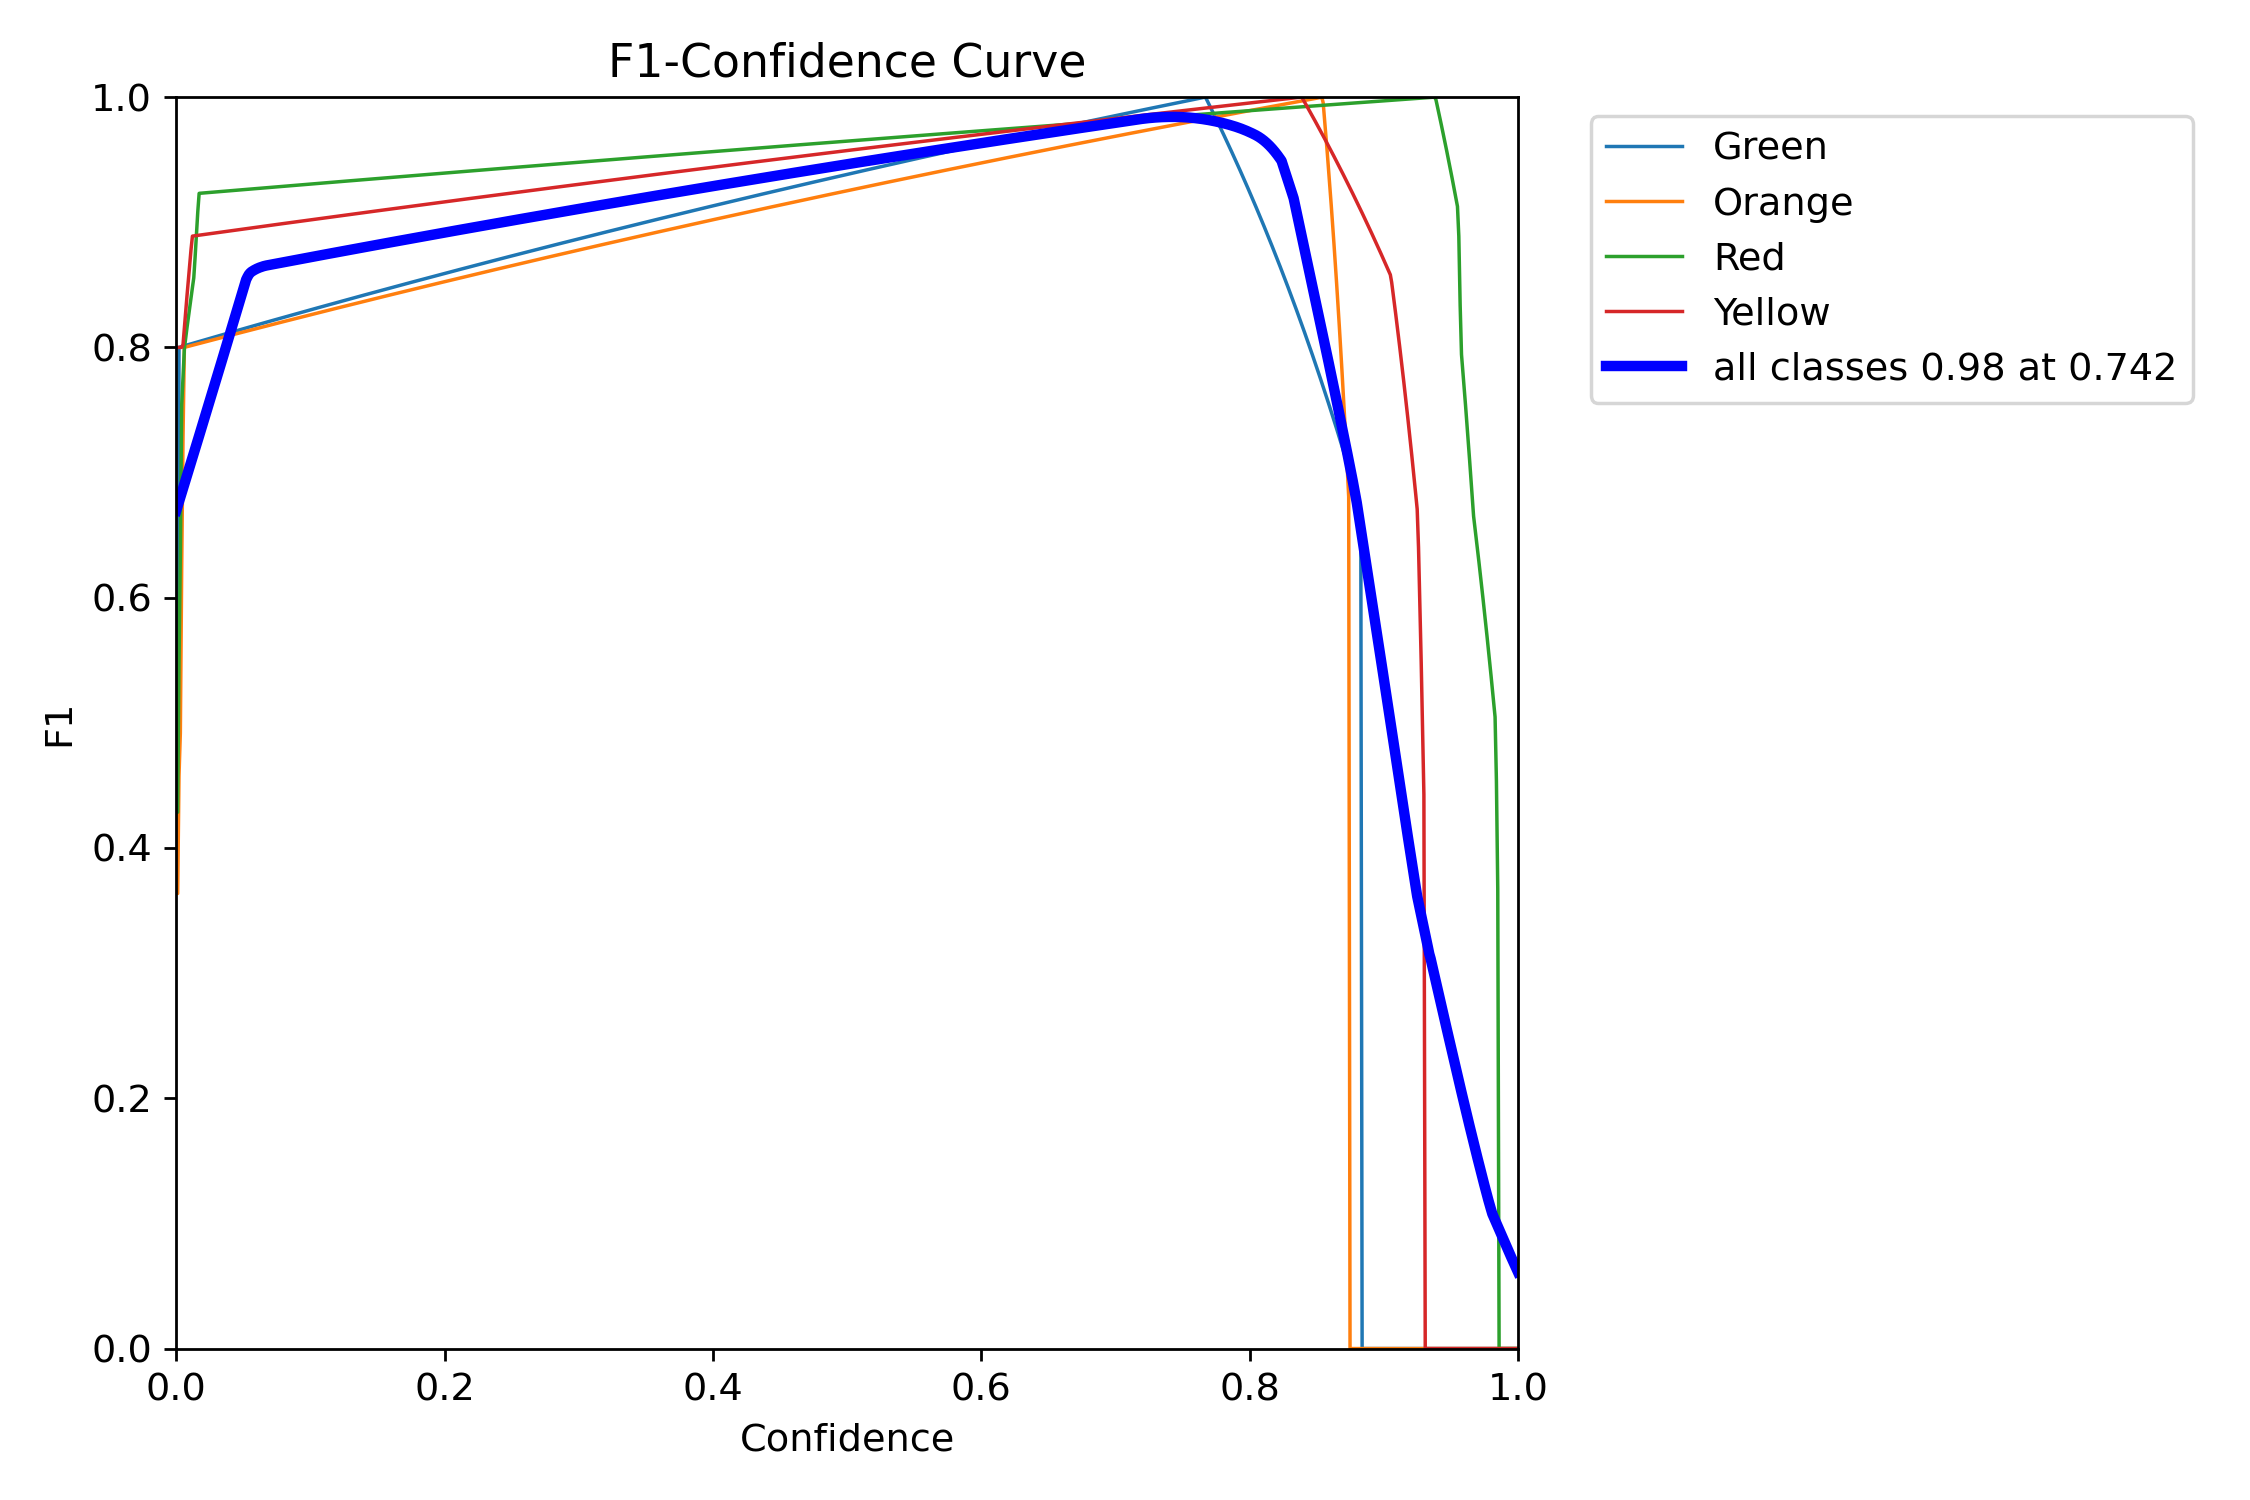 F1-Confidence Curve
1.0
0.8
0.6
0.4
0.2
0.0
F1
0.0 0.2 0.4 0.6 0.8 1.0
Confidence
Green
Orange
Red
Yellow
all classes 0.98 at 0.742